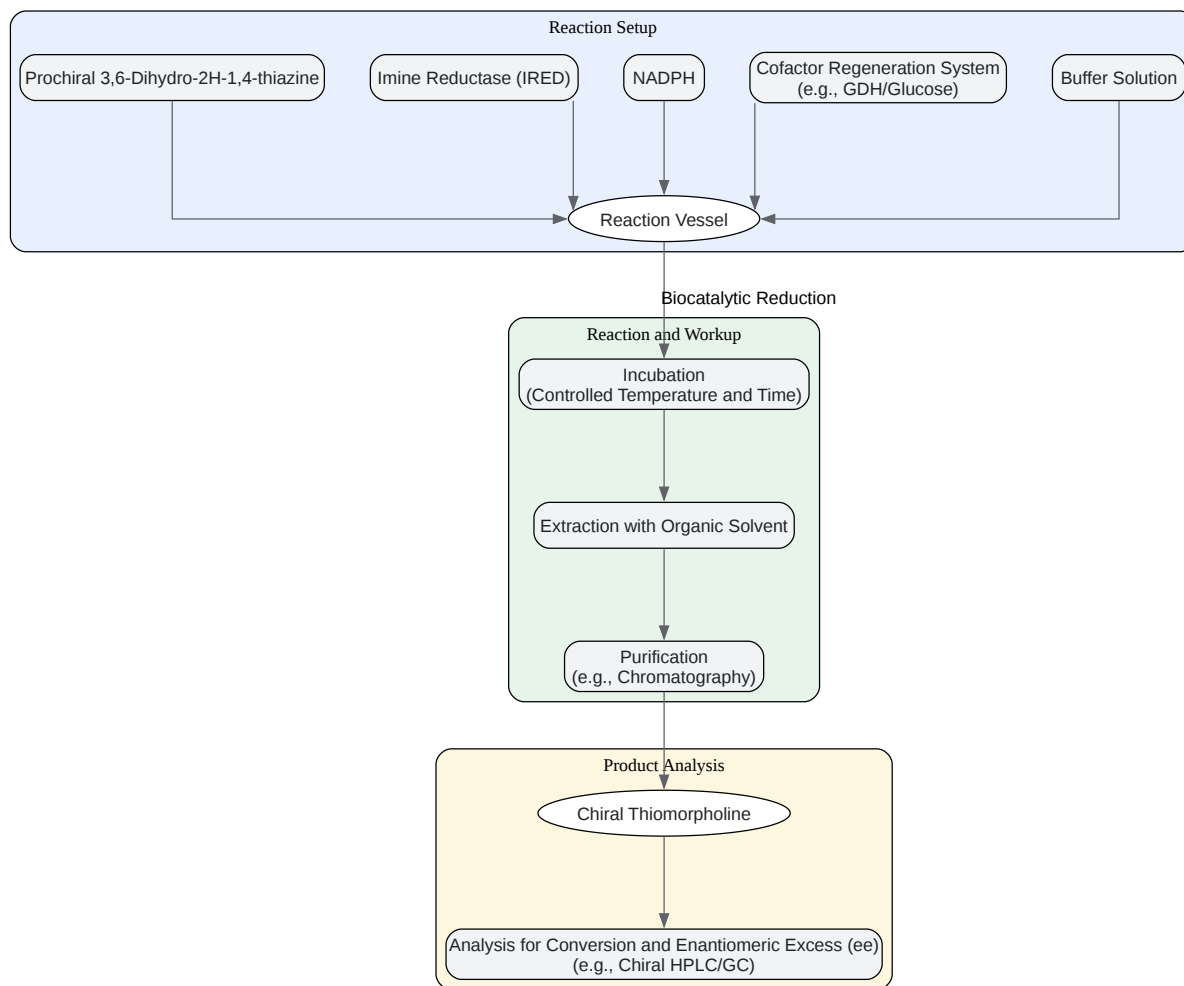 Reaction Setup
Prochiral 3,6-Dihydro-2H-1,4-thiazine
Imine Reductase (IRED)
NADPH
Cofactor Regeneration System
(e.g., GDH/Glucose)
Buffer Solution
Reaction Vessel
Biocatalytic Reduction
Reaction and Workup
Incubation
(Controlled Temperature and Time)
Extraction with Organic Solvent
Purification
(e.g., Chromatography)
Product Analysis
Chiral Thiomorpholine
Analysis for Conversion and Enantiomeric Excess (ee)
(e.g., Chiral HPLC/GC)